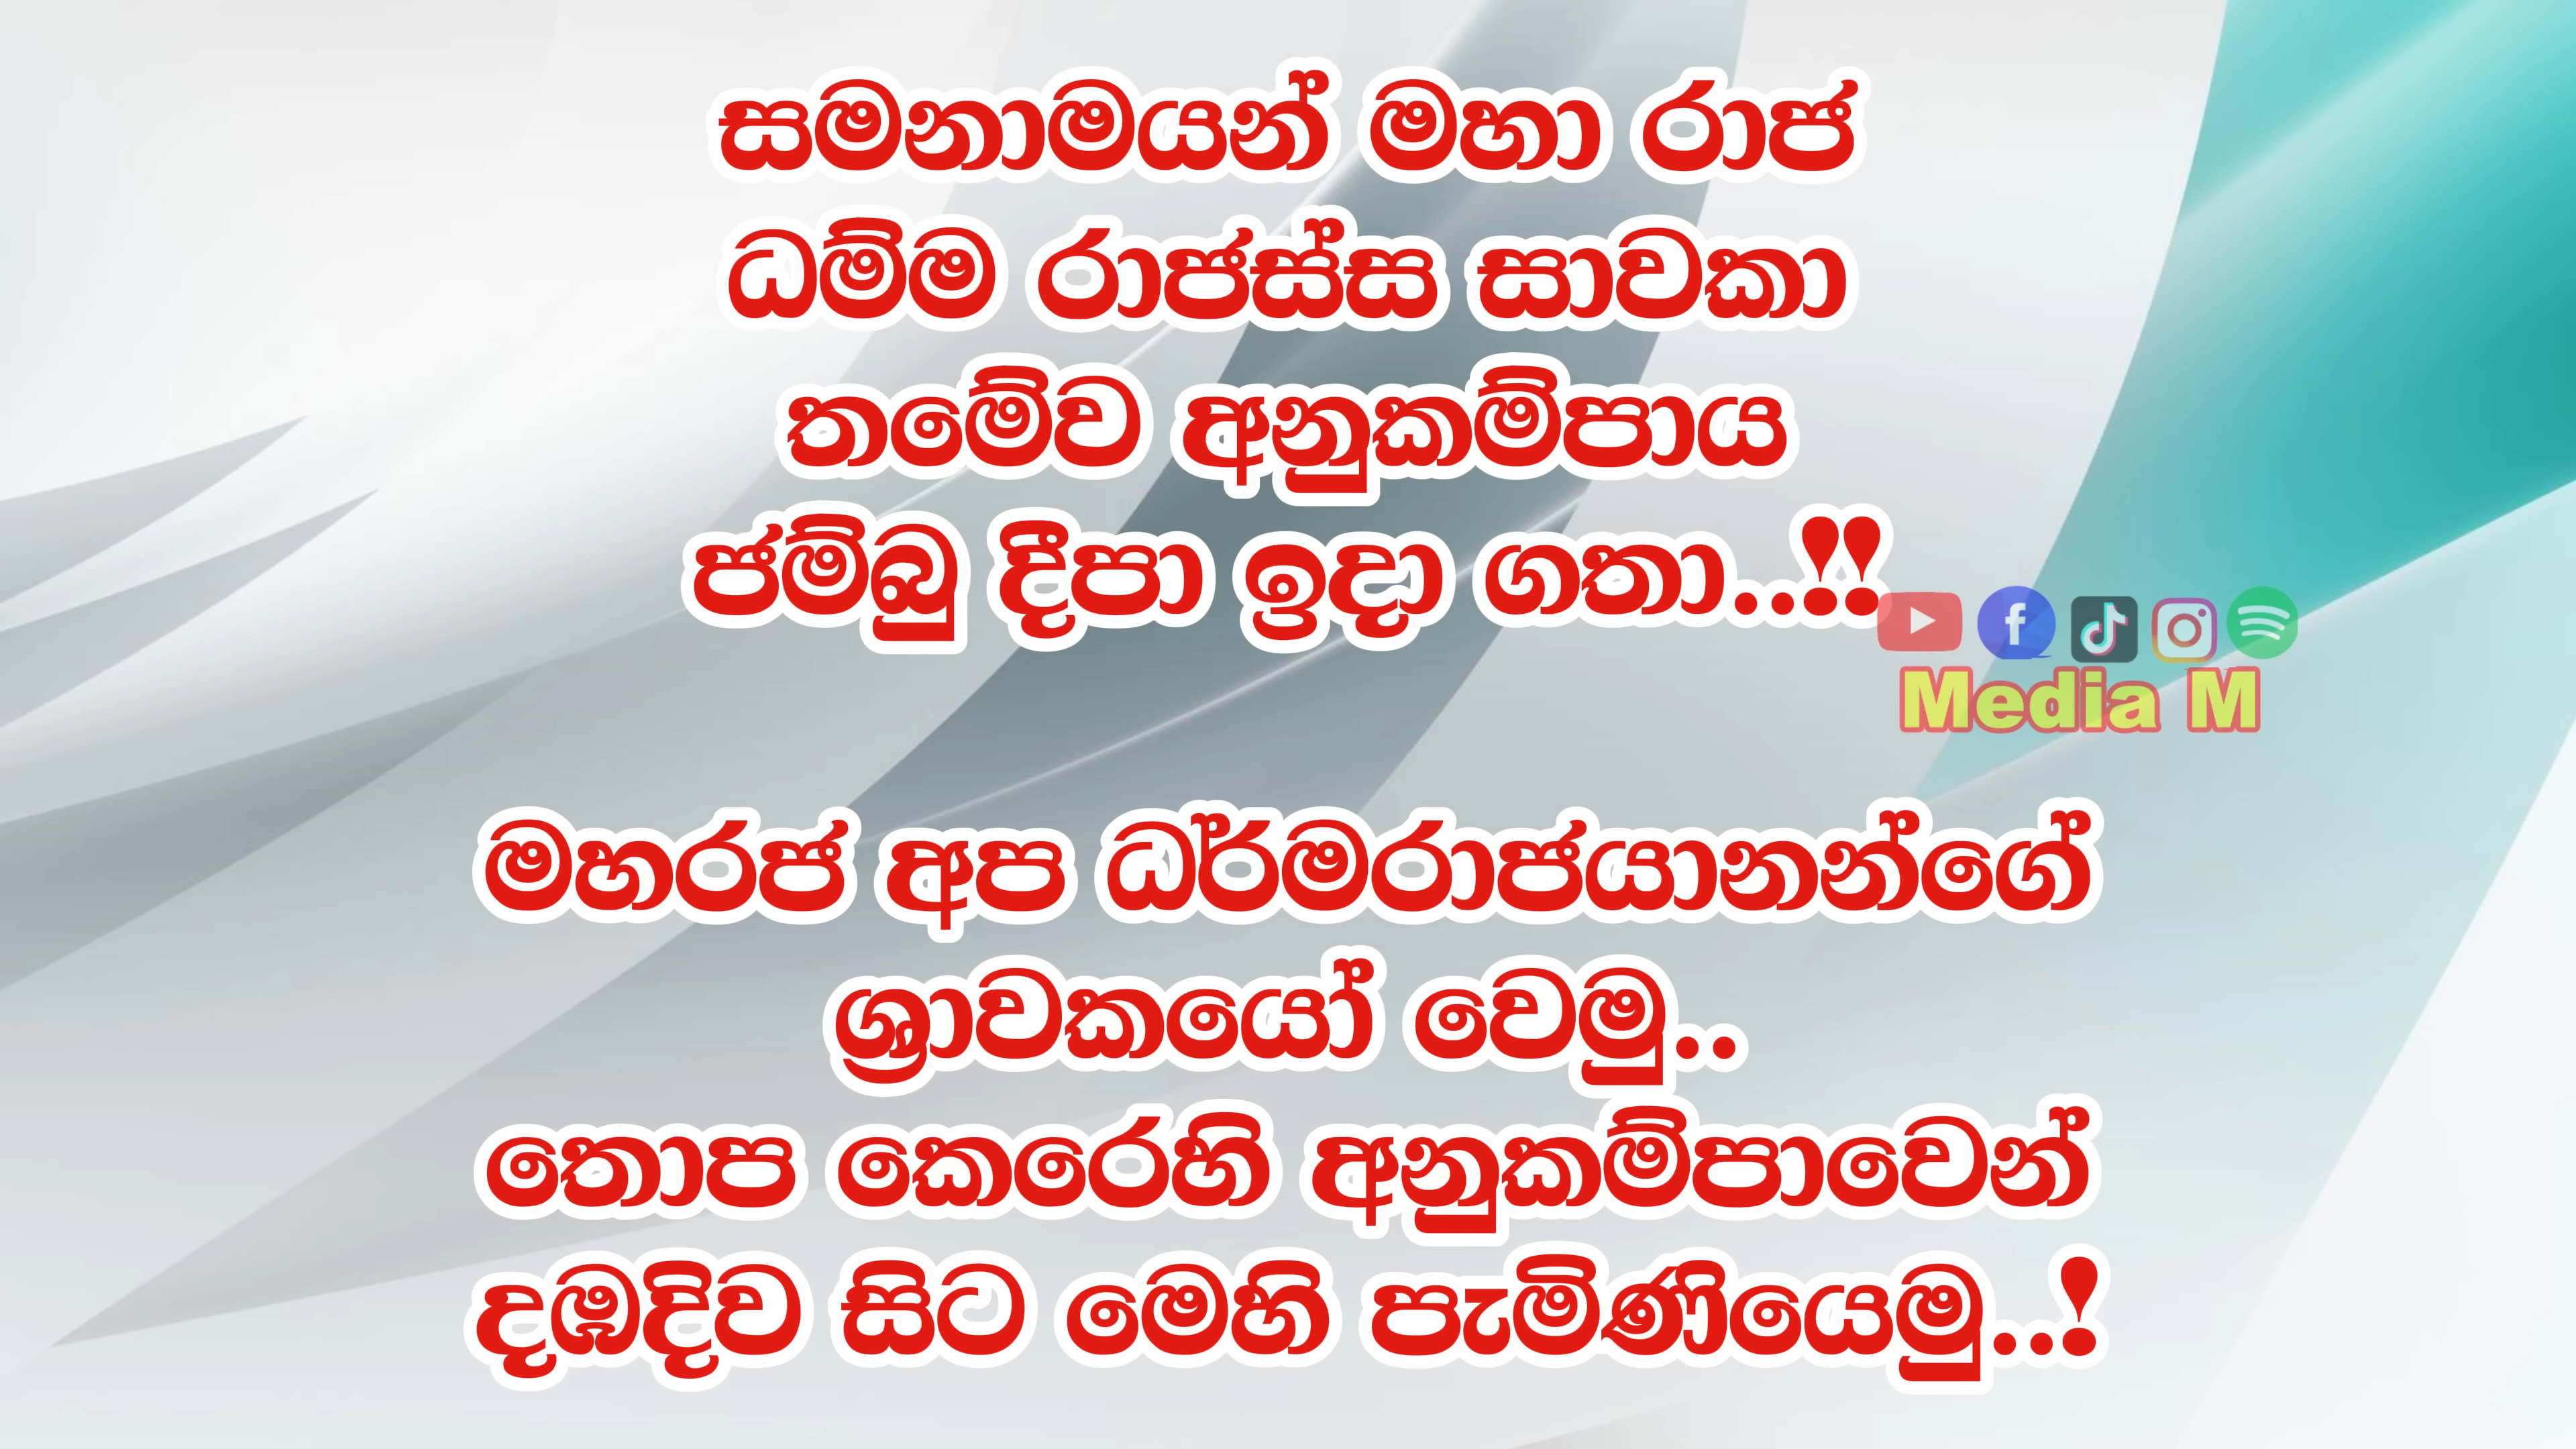 සමනාමයන් මහා රාජ
ධම්ම රාජස්ස සාවකා
තමේව අනුකම්පාය
ජම්බු දීපා ඉදා ගතා..!!
Media M
මහරජ අප ධර්මරාජයානන්ගේ
ශ්‍රාවකයෝ වෙමු..
තොප කෙරෙහි අනුකම්පාවෙන්
දඹදිව සිට මෙහි පැමිණියෙමු..!